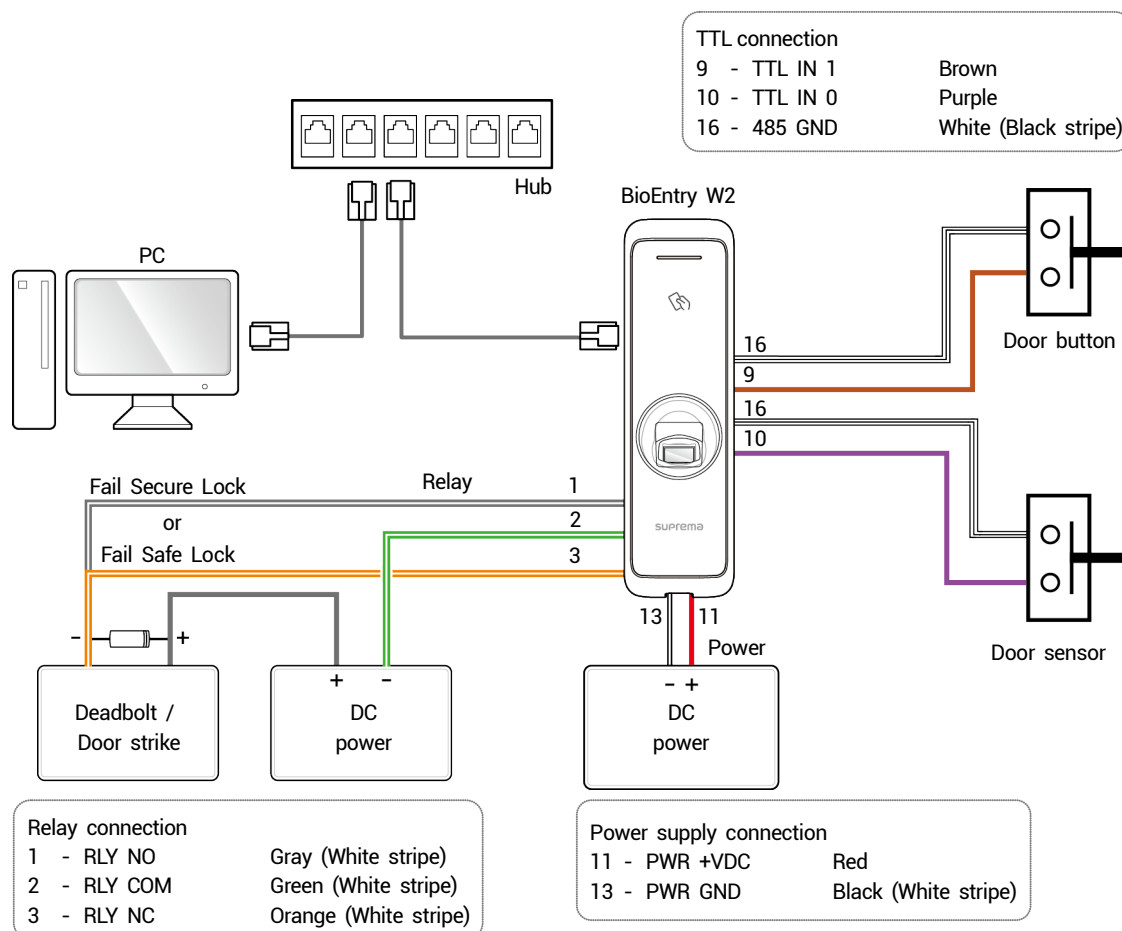 TTL connection
9 - TTL IN 1 Brown
10 - TTL IN 0 Purple
16 - 485 GND White (Black stripe)
Hub
BioEntry W2
PC
Door button
16
9
16
10
Fail Secure Lock
Relay
1
or
2
Fail Safe Lock
3
suprema
13
11
Power
Door sensor
- +
+ -
- +
Deadbolt /
Door strike
DC
power
DC
power
Relay connection
1 - RLY NO Gray (White stripe)
2 - RLY COM Green (White stripe)
3 - RLY NC Orange (White stripe)
Power supply connection
11 - PWR +VDC Red
13 - PWR GND Black (White stripe)